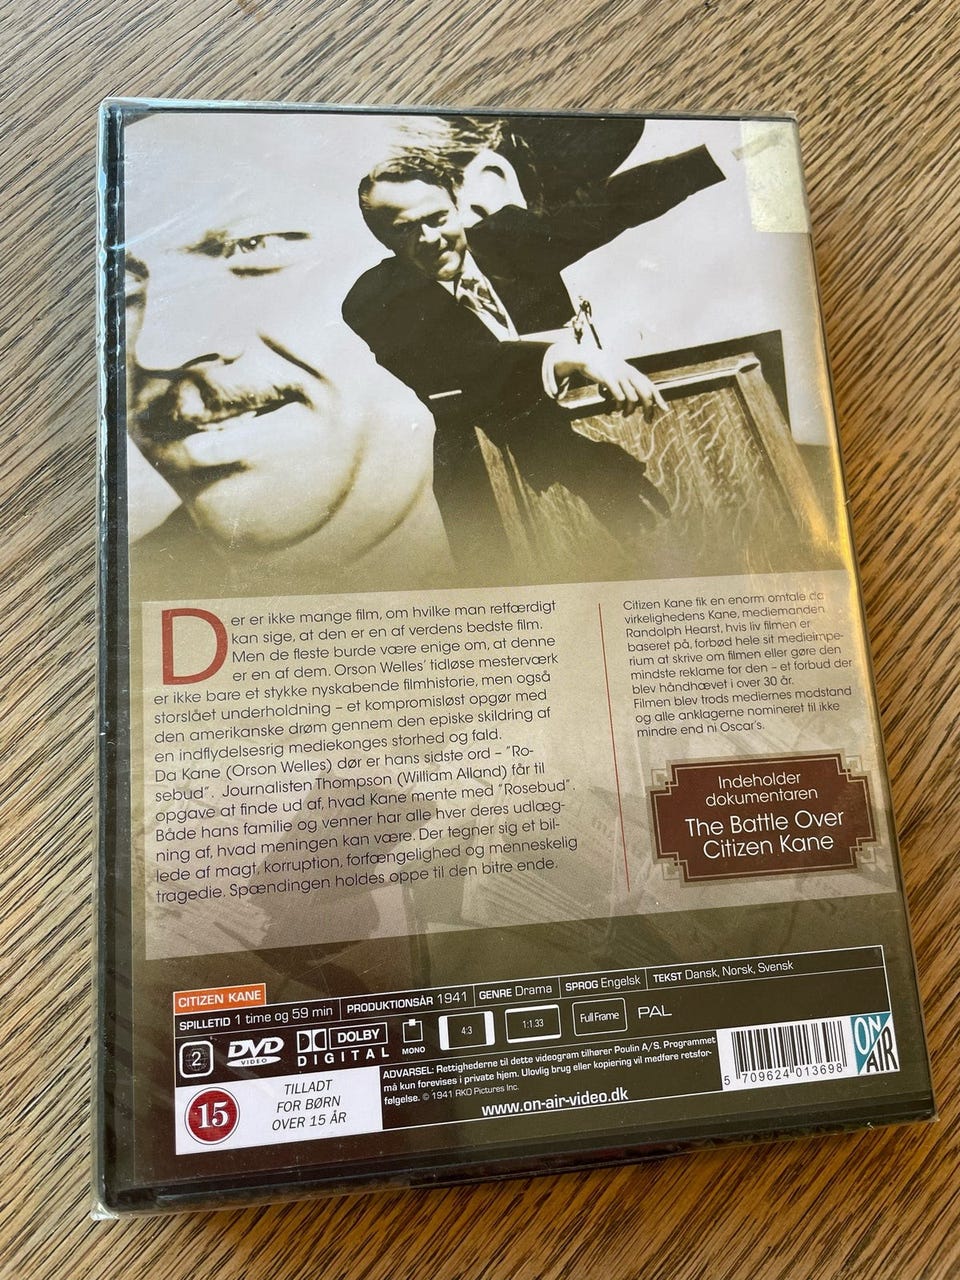 Der er ikke mange film, om hvilke man retfærdigt
kan sige, at den er en af verdens bedste film.
Men de fleste burde være enige om, at denne
er en af dem. Orson Welles' tidløse mesterværk
er ikke bare et stykke nyskabende filmhistorie, men også
storslået underholdning – et kompromisløst opgør med
den amerikanske drøm gennem den episke skildring af
en indflydelsesrig mediekonges storhed og fald.
Da Kane (Orson Welles) dør er hans sidste ord – "Ro-
sebud". Journalisten Thompson (William Alland) får til
opgave at finde ud af, hvad Kane mente med "Rosebud".
Både hans familie og venner har alle hver deres udlæg-
ning af, hvad meningen kan være. Der tegner sig et bil-
lede af magt, korruption, forfængelighed og menneskelig
tragedie. Spændingen holdes oppe til den bitre ende.
Citizen Kane fik en enorm omtale da
virkelighedens Kane, mediemanden
Randolph Hearst, hvis liv filmen er
baseret på, forbød hele sit medieimpe-
rium at skrive om filmen eller gøre den
mindste reklame for den – et forbud der
blev håndhævet i over 30 år.
Filmen blev trods mediernes modstand
og alle anklagerne nomineret til ikke
mindre end ni Oscar's.
Indeholder
dokumentaren
The Battle Over
Citizen Kane
CITIZEN KANE
SPILLETID 1 time og 59 min PRODUKTIONSÅR 1941 GENRE Drama SPROG Engelsk TEKST Dansk, Norsk, Svensk
2 DVD VIDEO DOLBY DIGITAL MONO 4:3 1:1.33 Full Frame PAL
15
TILLADT
FOR BØRN
OVER 15 ÅR
ADVARSEL: Rettighederne til dette videogram tilhører Poulin A/S. Programmet
må kun forevises i private hjem. Ulovlig brug eller kopiering vil medføre retsfor-
følgelse. © 1941 RKO Pictures Inc.
www.on-air-video.dk
5 709624 013698
ON AIR